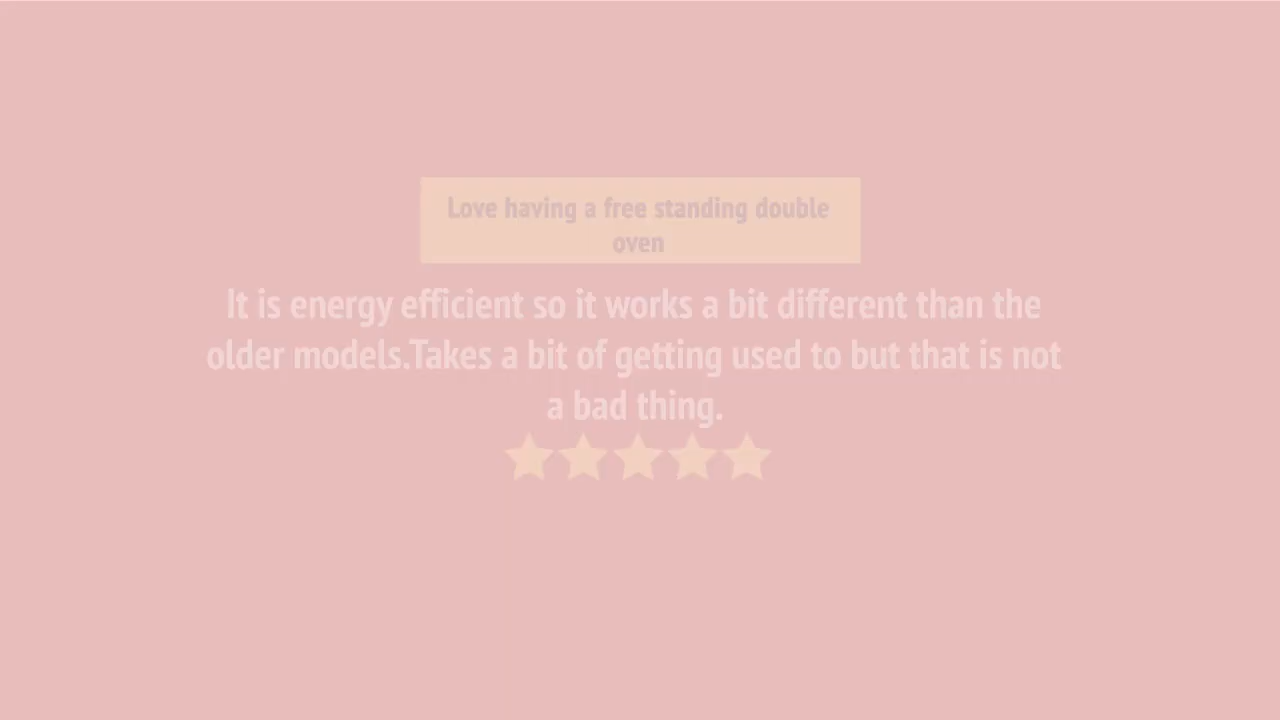 Love having a free standing double
oven
It is energy efficient so it works a bit different than the
older models.Takes a bit of getting used to but that is not
a bad thing.